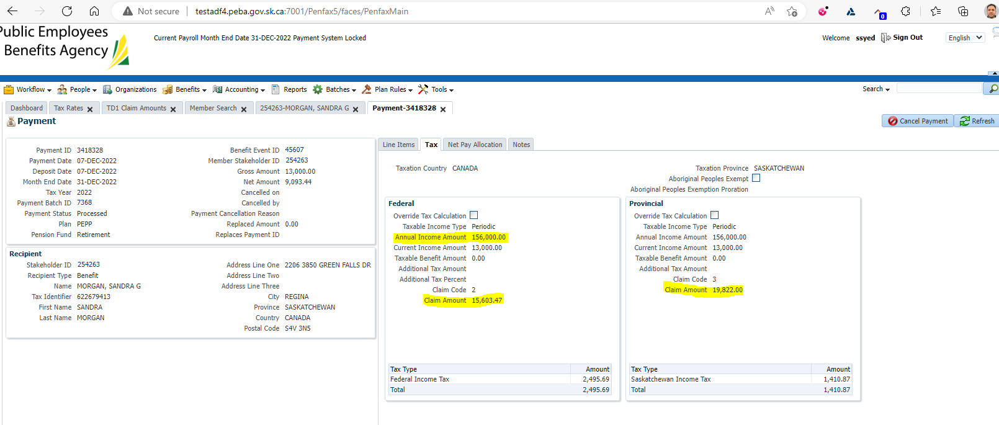 Not secure | testadf4.peba.gov.sk.ca:7001/Penfax5/faces/PenfaxMain
0
Public Employees
Benefits Agency
Current Payroll Month End Date 31-DEC-2022 Payment System Locked
Welcome ssyed Sign Out English
Workflow People Organizations Benefits Accounting Reports Batches Plan Rules Tools Search
Dashboard Tax Rates TD1 Claim Amounts Member Search 254263-MORGAN, SANDRA G Payment-3418328
Payment
Cancel Payment Refresh
Payment ID 3418328 Benefit Event ID 45607
Payment Date 07-DEC-2022 Member Stakeholder ID 254263
Deposit Date 07-DEC-2022 Gross Amount 13,000.00
Month End Date 31-DEC-2022 Net Amount 9,093.44
Tax Year 2022 Cancelled on
Payment Batch ID 7368 Cancelled by
Payment Status Processed Payment Cancellation Reason
Plan PEPP Replaced Amount 0.00
Pension Fund Retirement Replaces Payment ID
Recipient
Stakeholder ID 254263 Address Line One 2206 3850 GREEN FALLS DR
Recipient Type Benefit Address Line Two
Name MORGAN, SANDRA G Address Line Three
Tax Identifier 622679413 City REGINA
First Name SANDRA Province SASKATCHEWAN
Last Name MORGAN Country CANADA
Postal Code S4V 3N5
Line Items Tax Net Pay Allocation Notes
Taxation Country CANADA Taxation Province SASKATCHEWAN
Aboriginal Peoples Exempt
Aboriginal Peoples Exemption Proration
Federal
Override Tax Calculation
Taxable Income Type Periodic
Annual Income Amount 156,000.00
Current Income Amount 13,000.00
Taxable Benefit Amount 0.00
Additional Tax Amount
Additional Tax Percent
Claim Code 2
Claim Amount 15,603.47
Tax Type Amount
Federal Income Tax 2,495.69
Total 2,495.69
Provincial
Override Tax Calculation
Taxable Income Type Periodic
Annual Income Amount 156,000.00
Current Income Amount 13,000.00
Taxable Benefit Amount 0.00
Additional Tax Amount
Claim Code 3
Claim Amount 19,822.00
Tax Type Amount
Saskatchewan Income Tax 1,410.87
Total 1,410.87